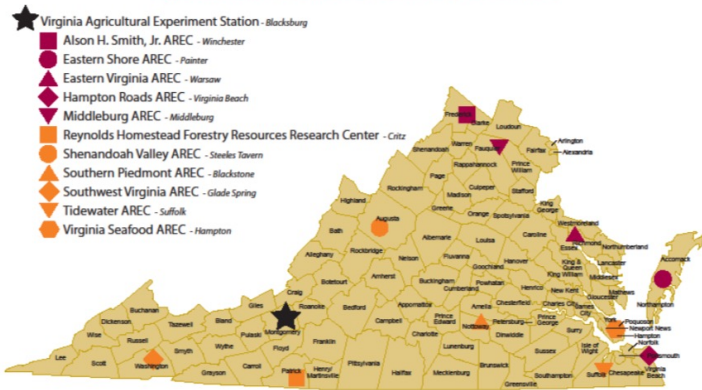 Virginia Agricultural Experiment Station - Blacksburg
Alson H. Smith, Jr. AREC - Winchester
Eastern Shore AREC - Painter
Eastern Virginia AREC - Warsaw
Hampton Roads AREC - Virginia Beach
Middleburg AREC - Middleburg
Reynolds Homestead Forestry Resources Research Center - Critz
Shenandoah Valley AREC - Steeles Tavern
Southern Piedmont AREC - Blackstone
Southwest Virginia AREC - Glade Spring
Tidewater AREC - Suffolk
Virginia Seafood AREC - Hampton
Frederick
Clarke
Loudoun
Warren
Fauquier
Fairfax
Arlington
Alexandria
Shenandoah
Rappahannock
Prince
William
Page
Rockingham
Culpeper
Stafford
Madison
Highland
Greene
Orange
Spotsylvania
King
George
Augusta
Westmoreland
Bath
Albemarle
Louisa
Caroline
Essex
Richmond
Northumberland
Rockbridge
Nelson
Fluvanna
Hanover
King &
Queen
Lancaster
Accomack
Alleghany
Goochland
King William
Middlesex
Botetourt
Amherst
Buckingham
Powhatan
Henrico
New Kent
Mathews
Gloucester
Cumberland
Craig
Northampton
Giles
Roanoke
Bedford
Appomattox
Amelia
Chesterfield
Charles City
James
City
York
Buchanan
Bland
Montgomery
Campbell
Prince
Edward
Nottoway
Petersburg
Prince
George
Surry
Poquoson
Newport News
Hampton
Norfolk
Portsmouth
Dickenson
Tazewell
Pulaski
Franklin
Charlotte
Dinwiddie
Isle of
Wight
Wise
Russell
Wythe
Floyd
Lunenburg
Sussex
Smyth
Lee
Scott
Washington
Grayson
Carroll
Patrick
Henry/
Martinsville
Pittsylvania
Halifax
Mecklenburg
Brunswick
Greensville
Southampton
Suffolk
Chesapeake
Virginia
Beach